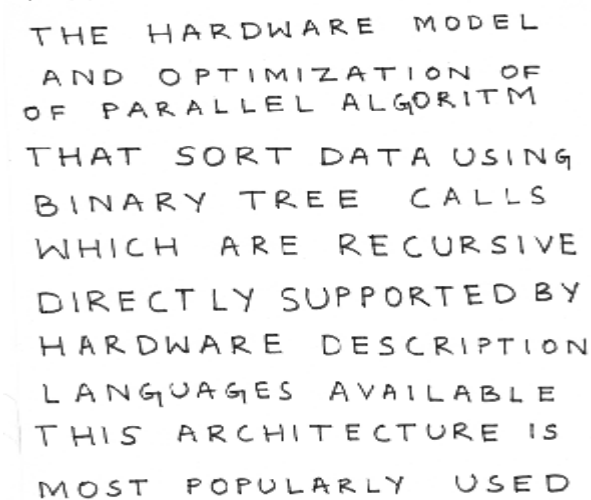 THE HARDWARE MODEL
AND OPTIMIZATION OF
OF PARALLEL ALGORITM
THAT SORT DATA USING
BINARY TREE CALLS
WHICH ARE RECURSIVE
DIRECTLY SUPPORTED BY
HARDWARE DESCRIPTION
LANGUAGES AVAILABLE
THIS ARCHITECTURE IS
MOST POPULARLY USED